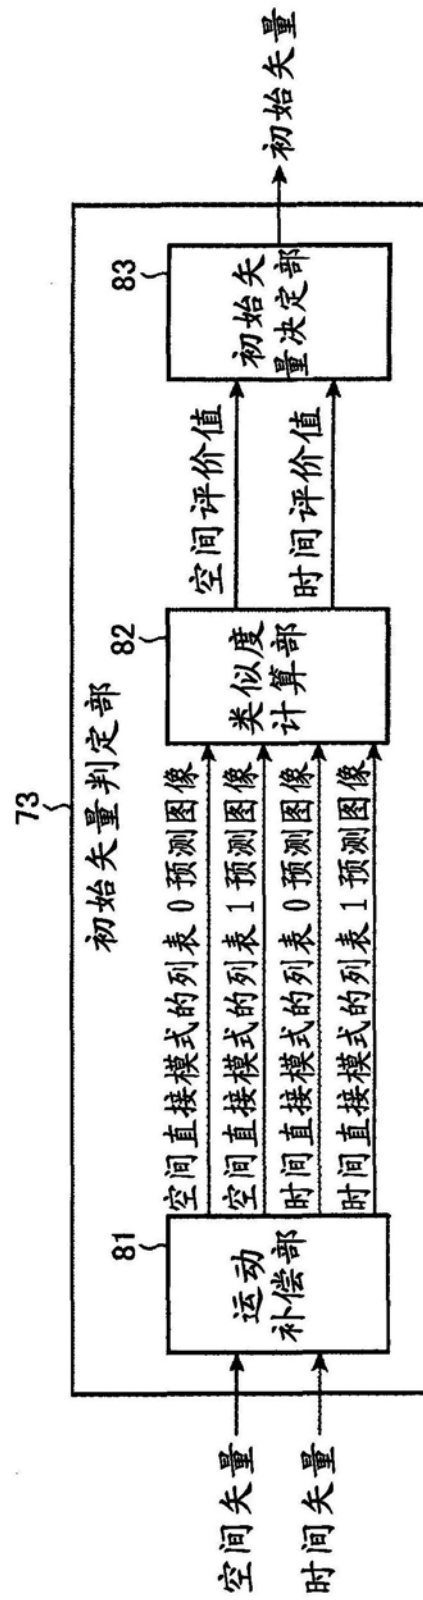 73
初始矢量判定部
空间矢量
时间矢量
81
运动
补偿部
空间直接模式的列表0预测图像
空间直接模式的列表1预测图像
时间直接模式的列表0预测图像
时间直接模式的列表1预测图像
82
类似度
计算部
空间评价值
时间评价值
83
初始矢
量决定部
初始矢量